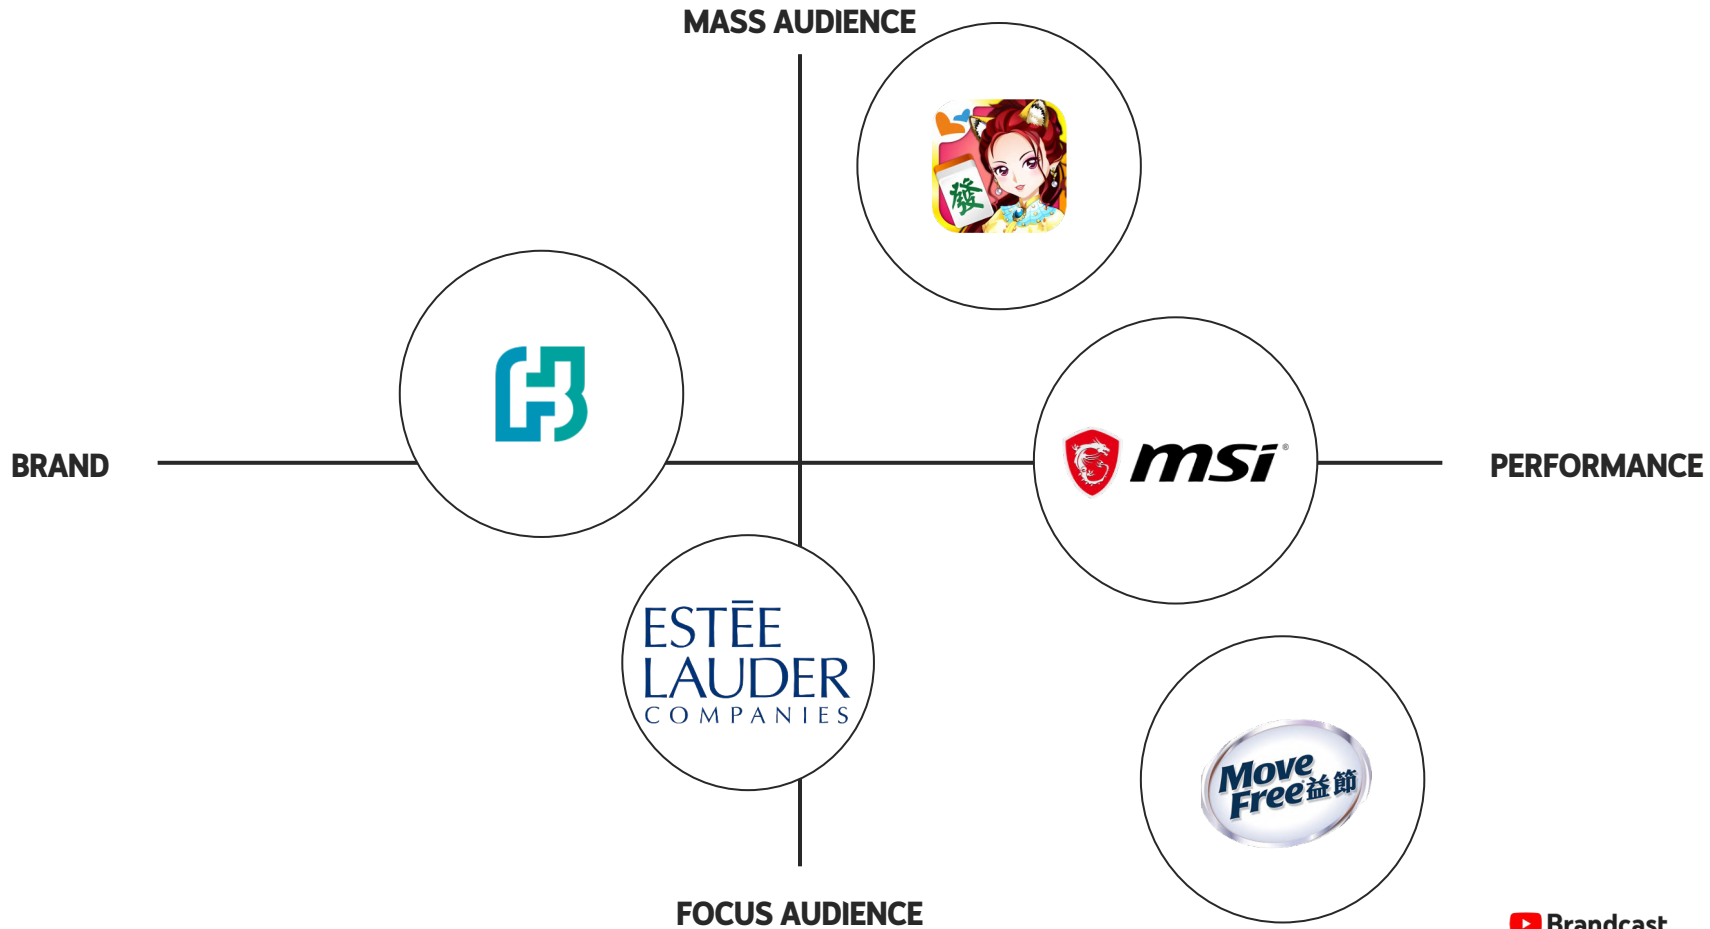 MASS AUDIENCE
發
BRAND
msi®
PERFORMANCE
ESTĒE
LAUDER
COMPANIES
Move
Free益節
FOCUS AUDIENCE
Brandcast